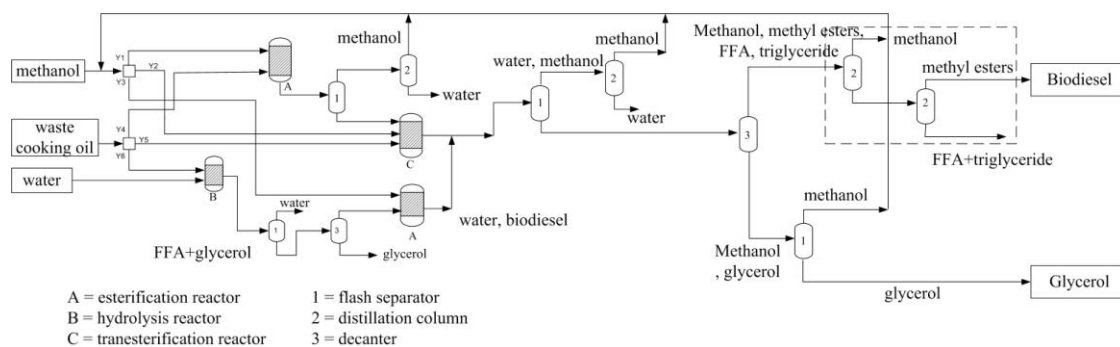 methanol
waste
cooking oil
water
Y1
Y2
Y3
Y4
Y5
Y6
A
1
methanol
2
water
C
B
water
1
FFA+glycerol
3
glycerol
A
water, biodiesel
water, methanol
1
methanol
2
water
3
Methanol, methyl esters,
FFA, triglyceride
methanol
2
methyl esters
2
FFA+triglyceride
Biodiesel
methanol
1
Methanol
, glycerol
glycerol
Glycerol
A = esterification reactor
B = hydrolysis reactor
C = tranesterification reactor
1 = flash separator
2 = distillation column
3 = decanter